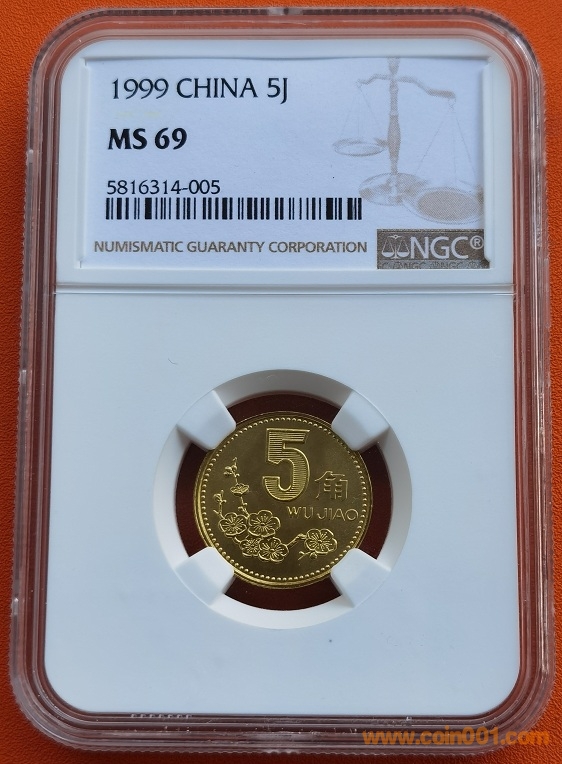 1999 CHINA 5J
MS 69
5816314-005
NUMISMATIC GUARANTY CORPORATION
NGC®
5角
WU JIAO
www.coin001.com